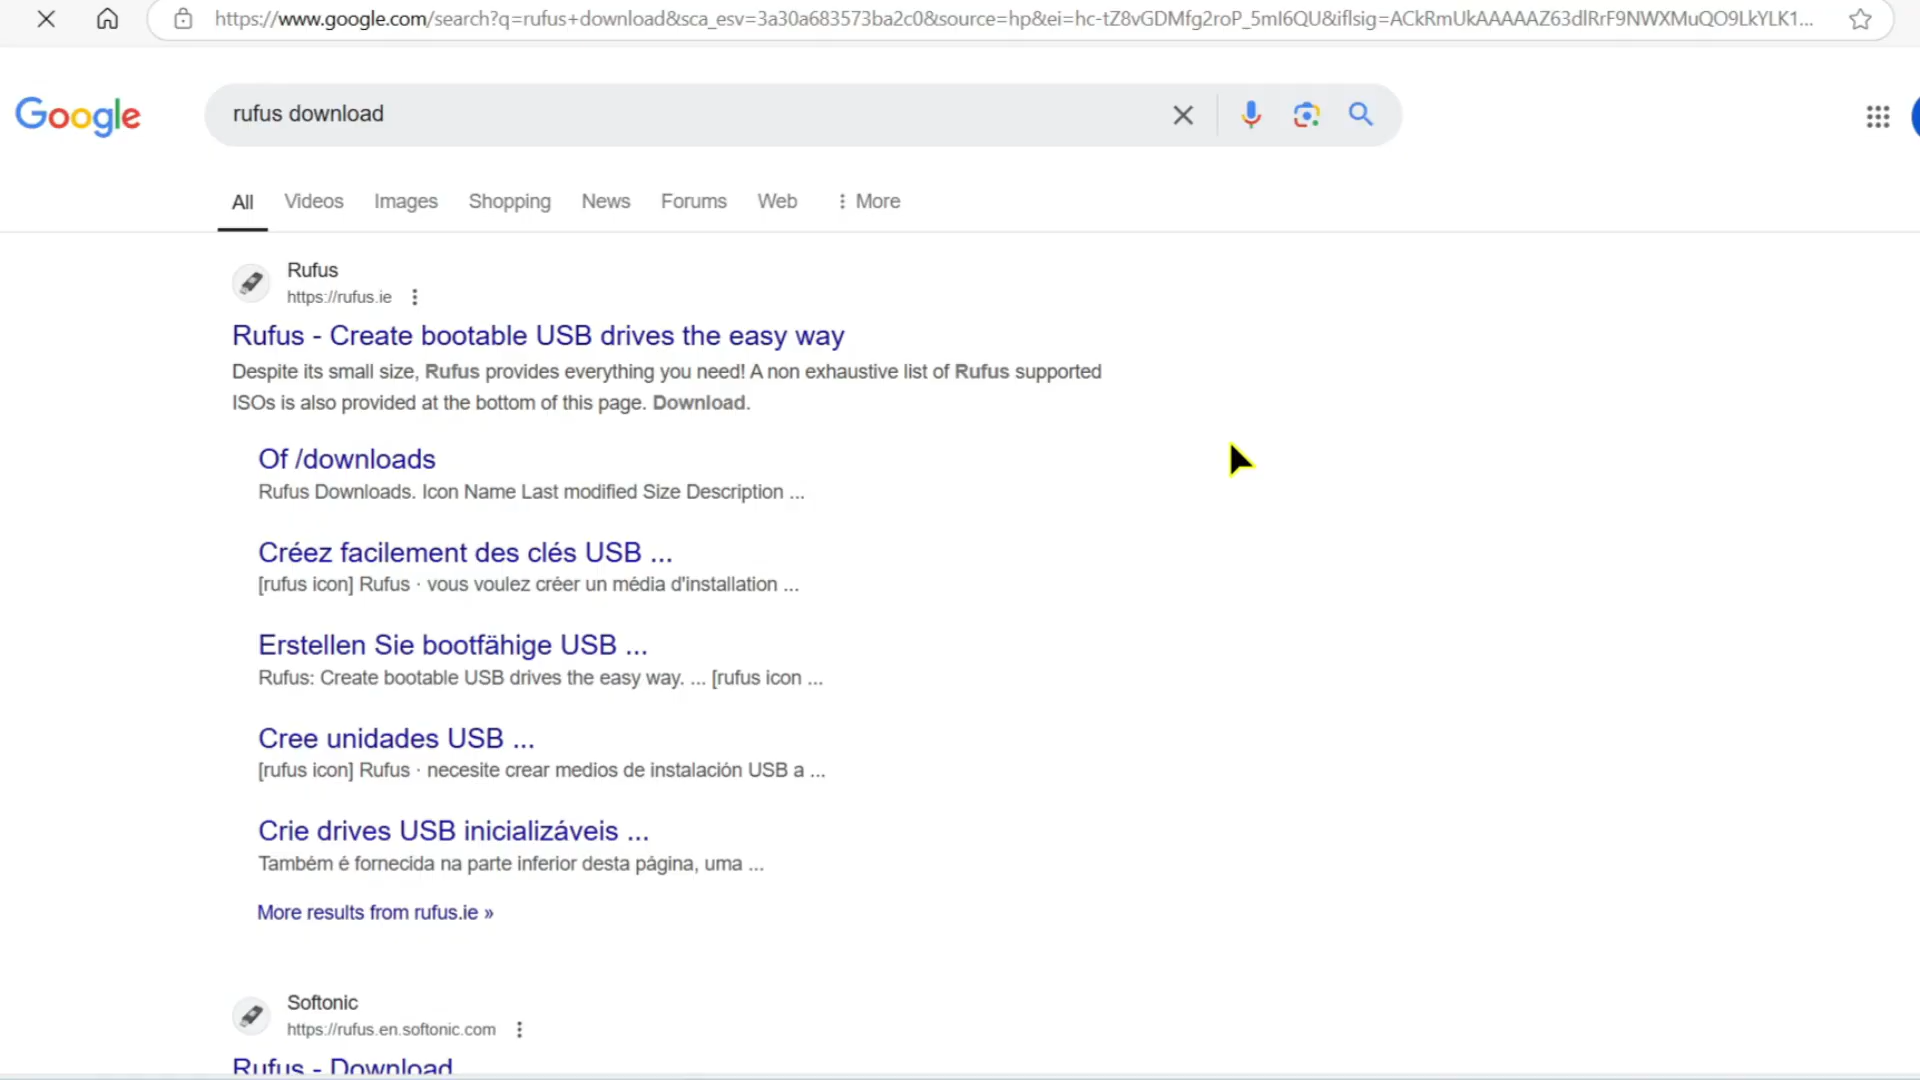 https://www.google.com/search?q=rufus+download&sca_esv=3a30a683573ba2c0&source=hp&ei=hc-tZ8vGDMfg2roP_5mI6QU&iflsig=ACkRmUkAAAAAZ63dlRrF9NWXMuQO9LkYLK1...
Google
rufus download
All Videos Images Shopping News Forums Web More
Rufus
https://rufus.ie
Rufus - Create bootable USB drives the easy way
Despite its small size, Rufus provides everything you need! A non exhaustive list of Rufus supported
ISOs is also provided at the bottom of this page. Download.
Of /downloads
Rufus Downloads. Icon Name Last modified Size Description ...
Créez facilement des clés USB ...
[rufus icon] Rufus · vous voulez créer un média d'installation ...
Erstellen Sie bootfähige USB ...
Rufus: Create bootable USB drives the easy way. ... [rufus icon ...
Cree unidades USB ...
[rufus icon] Rufus · necesite crear medios de instalación USB a ...
Crie drives USB inicializáveis ...
Também é fornecida na parte inferior desta página, uma ...
More results from rufus.ie »
Softonic
https://rufus.en.softonic.com
Rufus - Download